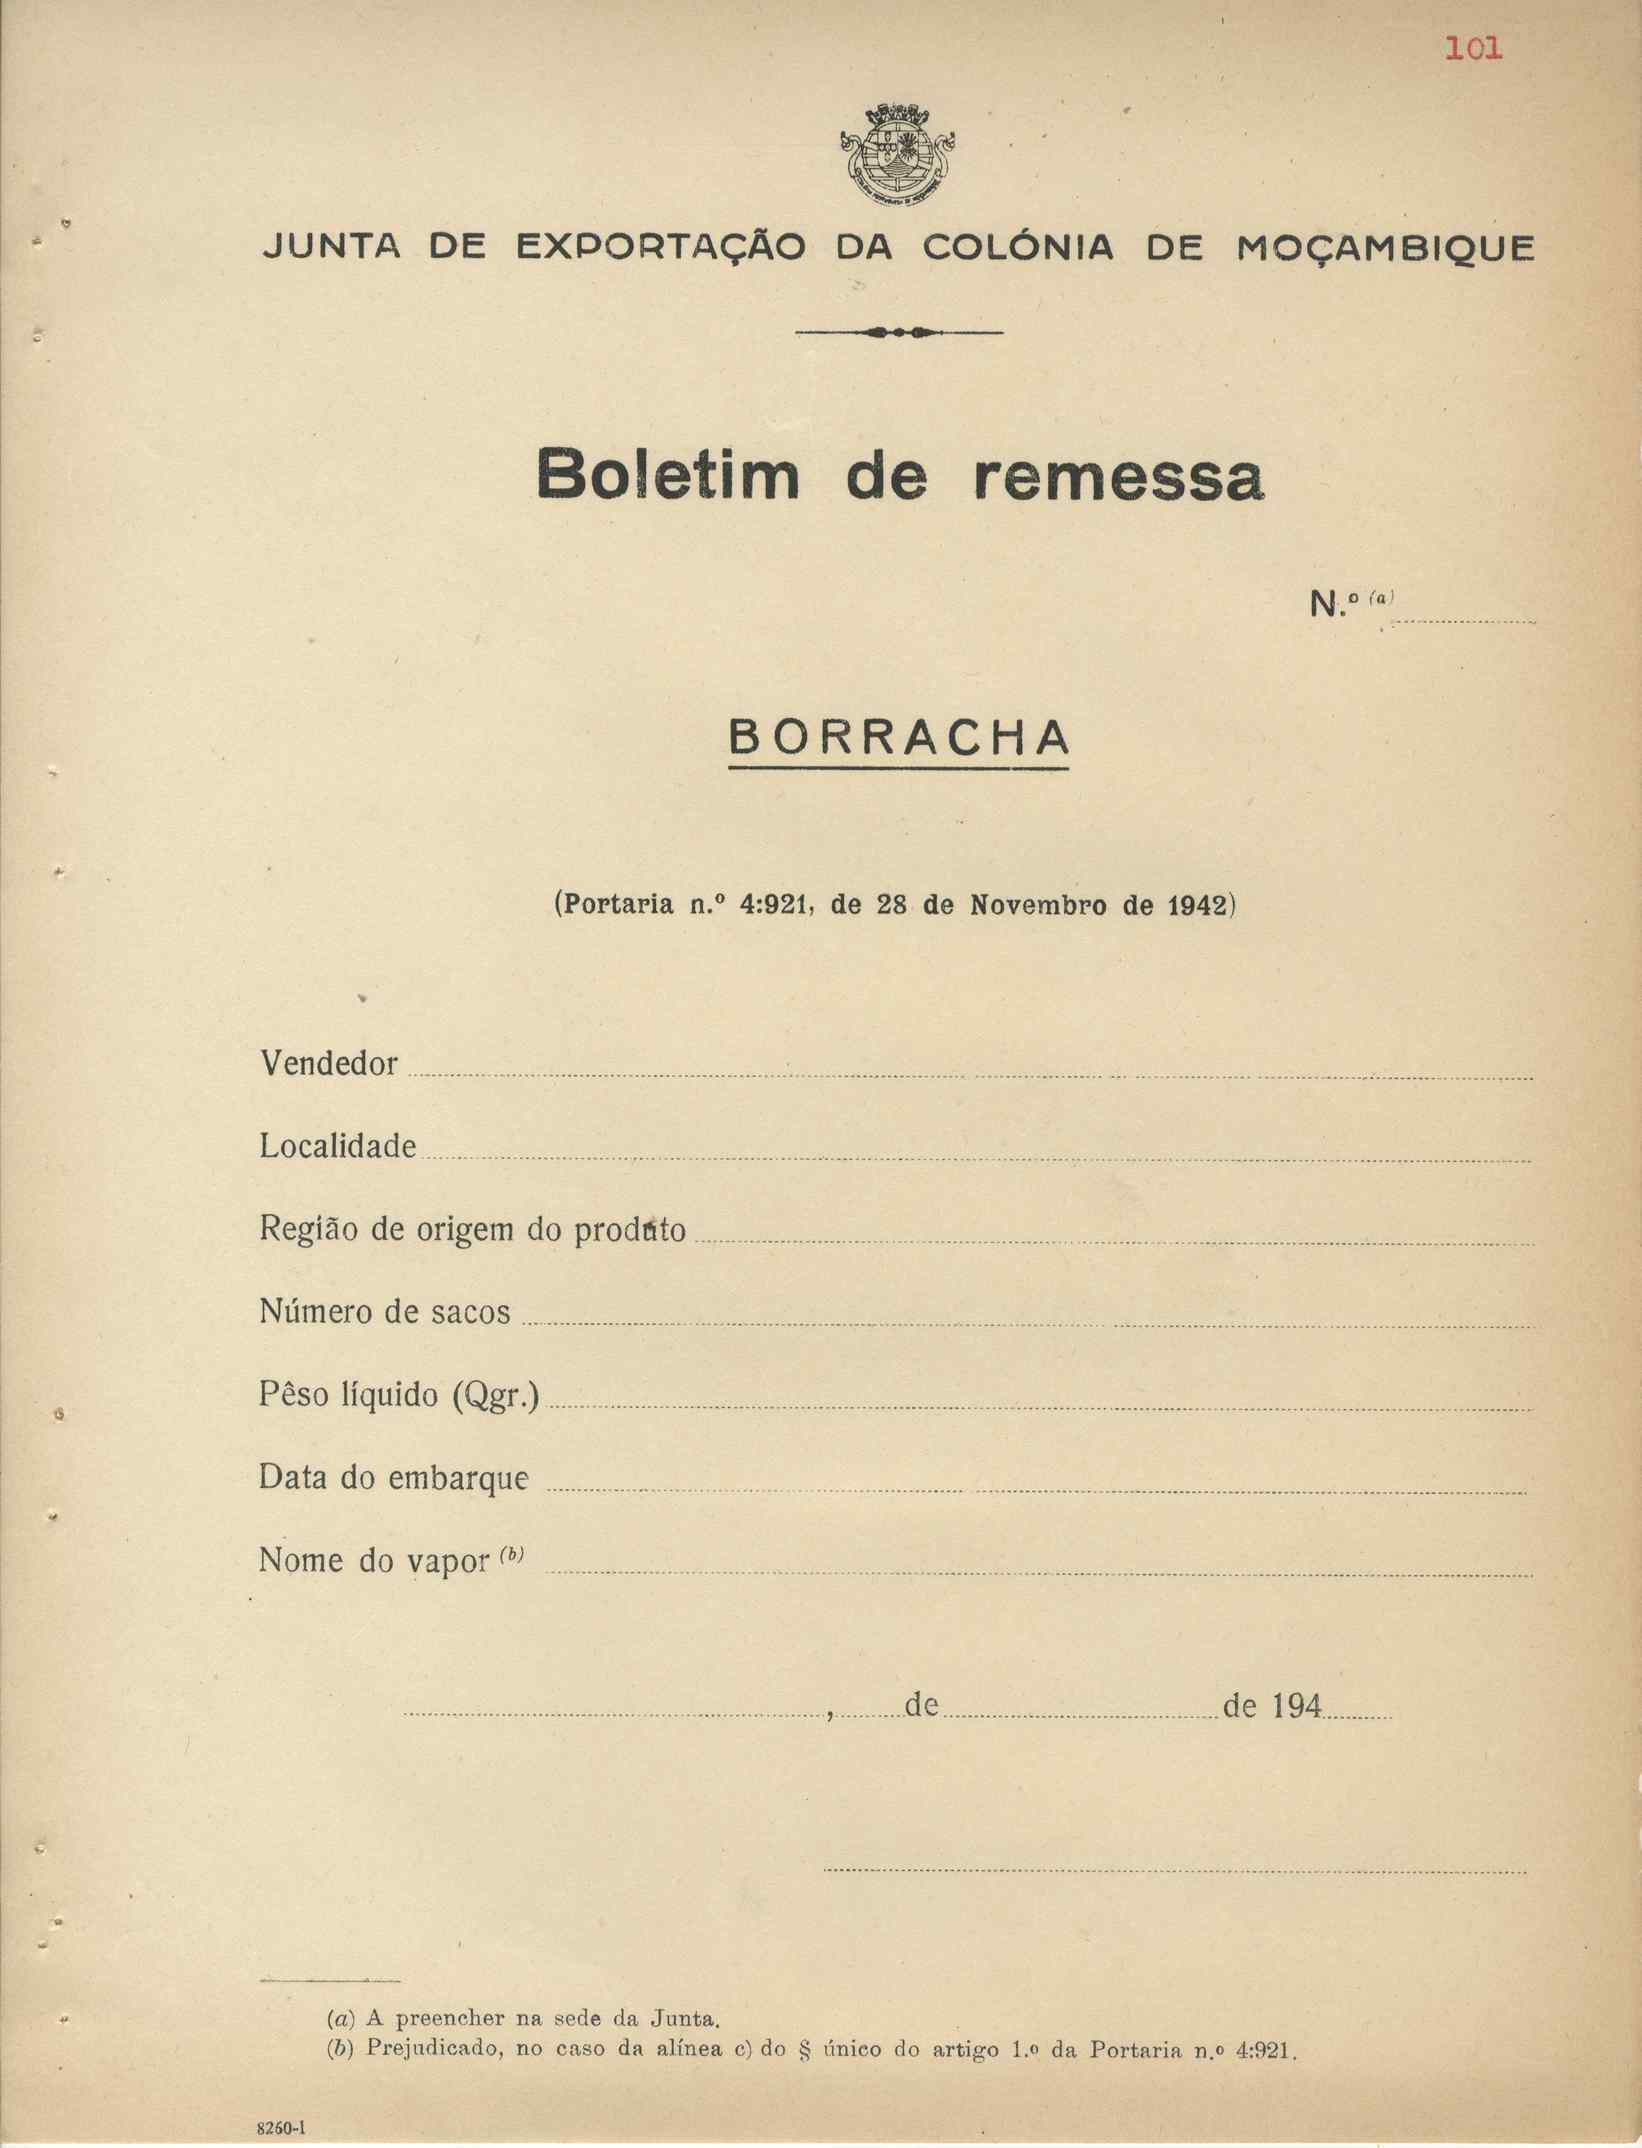 101
JUNTA DE EXPORTAÇÃO DA COLÓNIA DE MOÇAMBIQUE
Boletim de remessa
N.º (a)
BORRACHA
(Portaria n.º 4:921, de 28 de Novembro de 1942)
Vendedor
Localidade
Região de origem do produto
Número de sacos
Pêso líquido (Qgr.)
Data do embarque
Nome do vapor (b)
, de de 194
(a) A preencher na sede da Junta.
(b) Prejudicado, no caso da alínea c) do § único do artigo 1.º da Portaria n.º 4:921.
8260-1